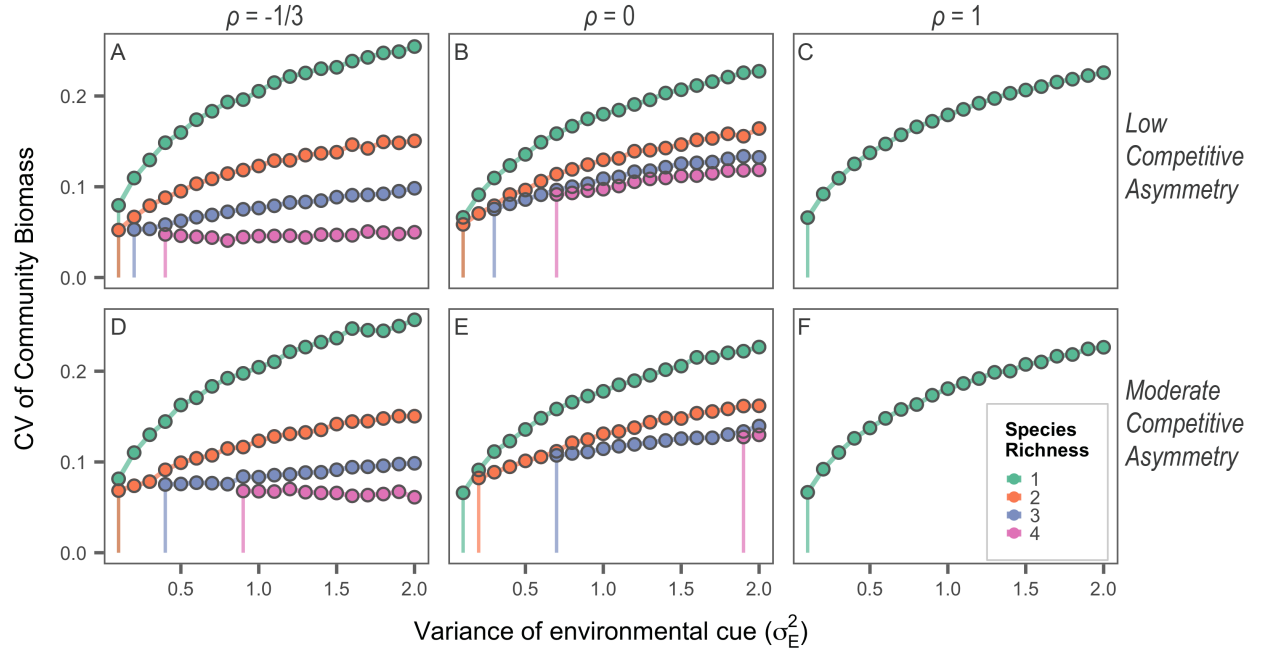 ρ = -1/3
ρ = 0
ρ = 1
A
B
C
Low
Competitive
Asymmetry
0.2
0.1
0.0
CV of Community Biomass
D
E
F
Moderate
Competitive
Asymmetry
0.2
0.1
0.0
Species
Richness
1
2
3
4
0.5 1.0 1.5 2.0
0.5 1.0 1.5 2.0
0.5 1.0 1.5 2.0
Variance of environmental cue (σ²E)